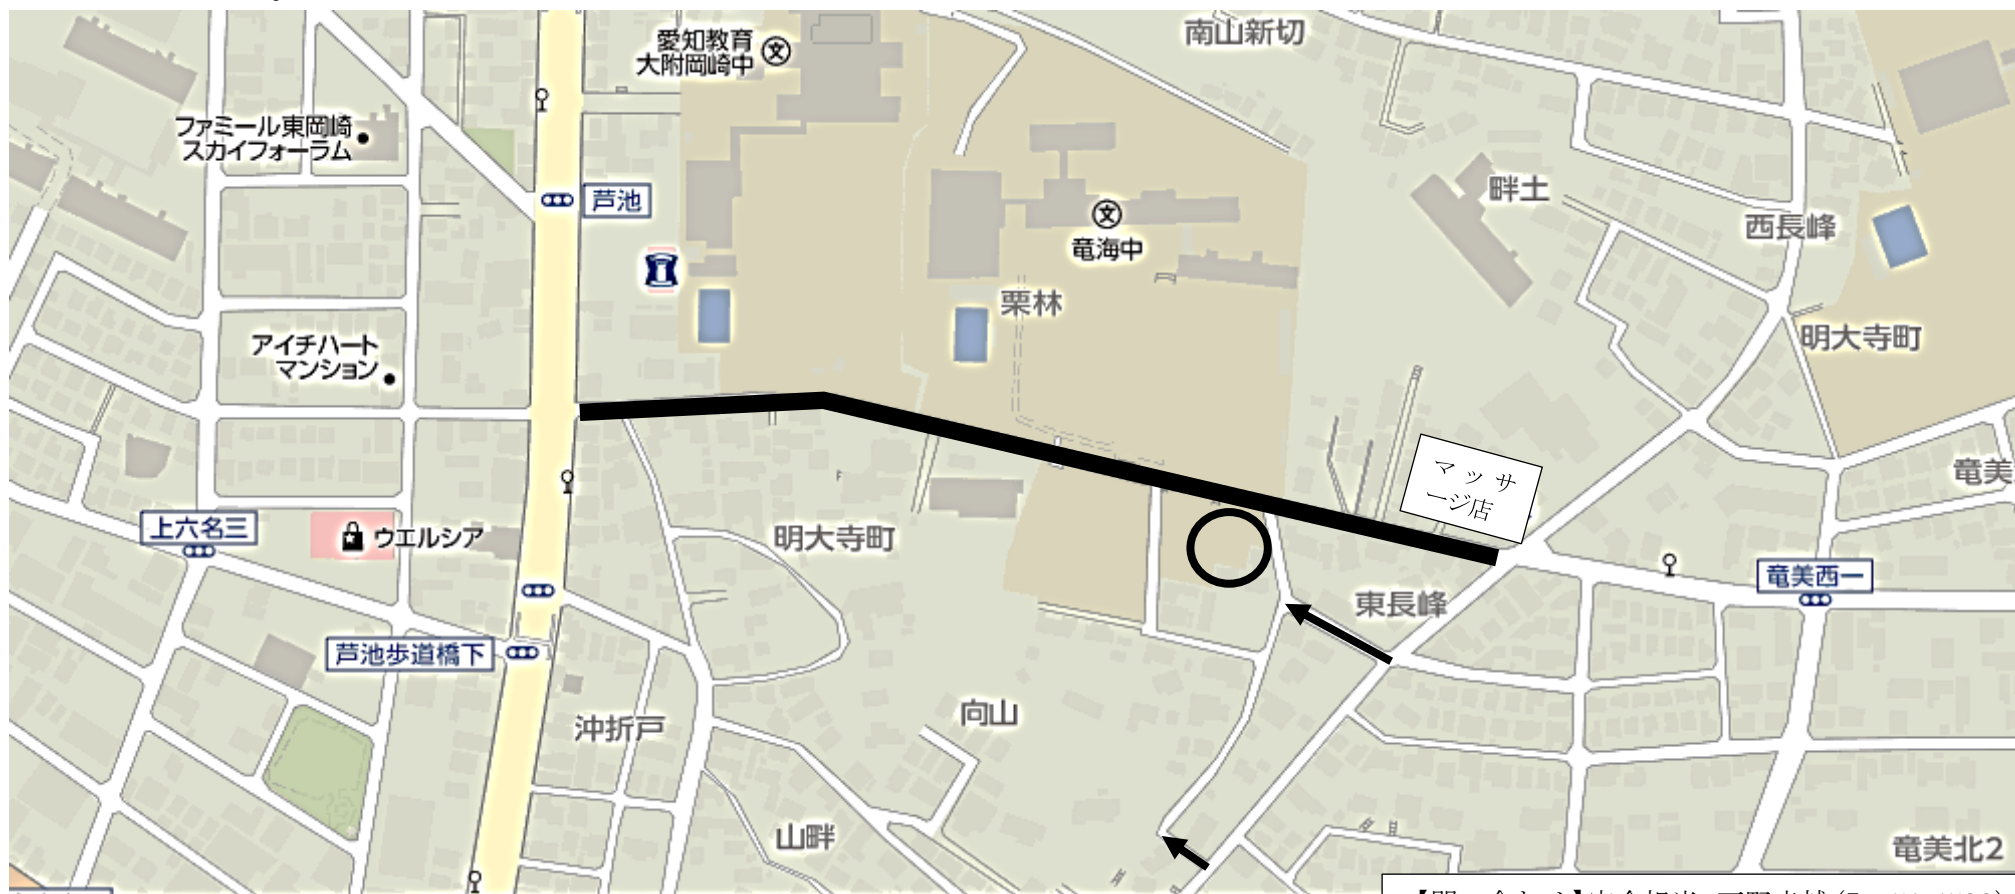 南山新切
愛知教育
大附岡崎中
ファミール東岡崎
スカイフォーラム
芦池
畔土
西長峰
竜海中
栗林
明大寺町
アイチハート
マンション
マッサ
ージ店
竜美
上六名三
ウエルシア
明大寺町
竜美西一
東長峰
芦池歩道橋下
向山
沖折戸
山畔
竜美北2